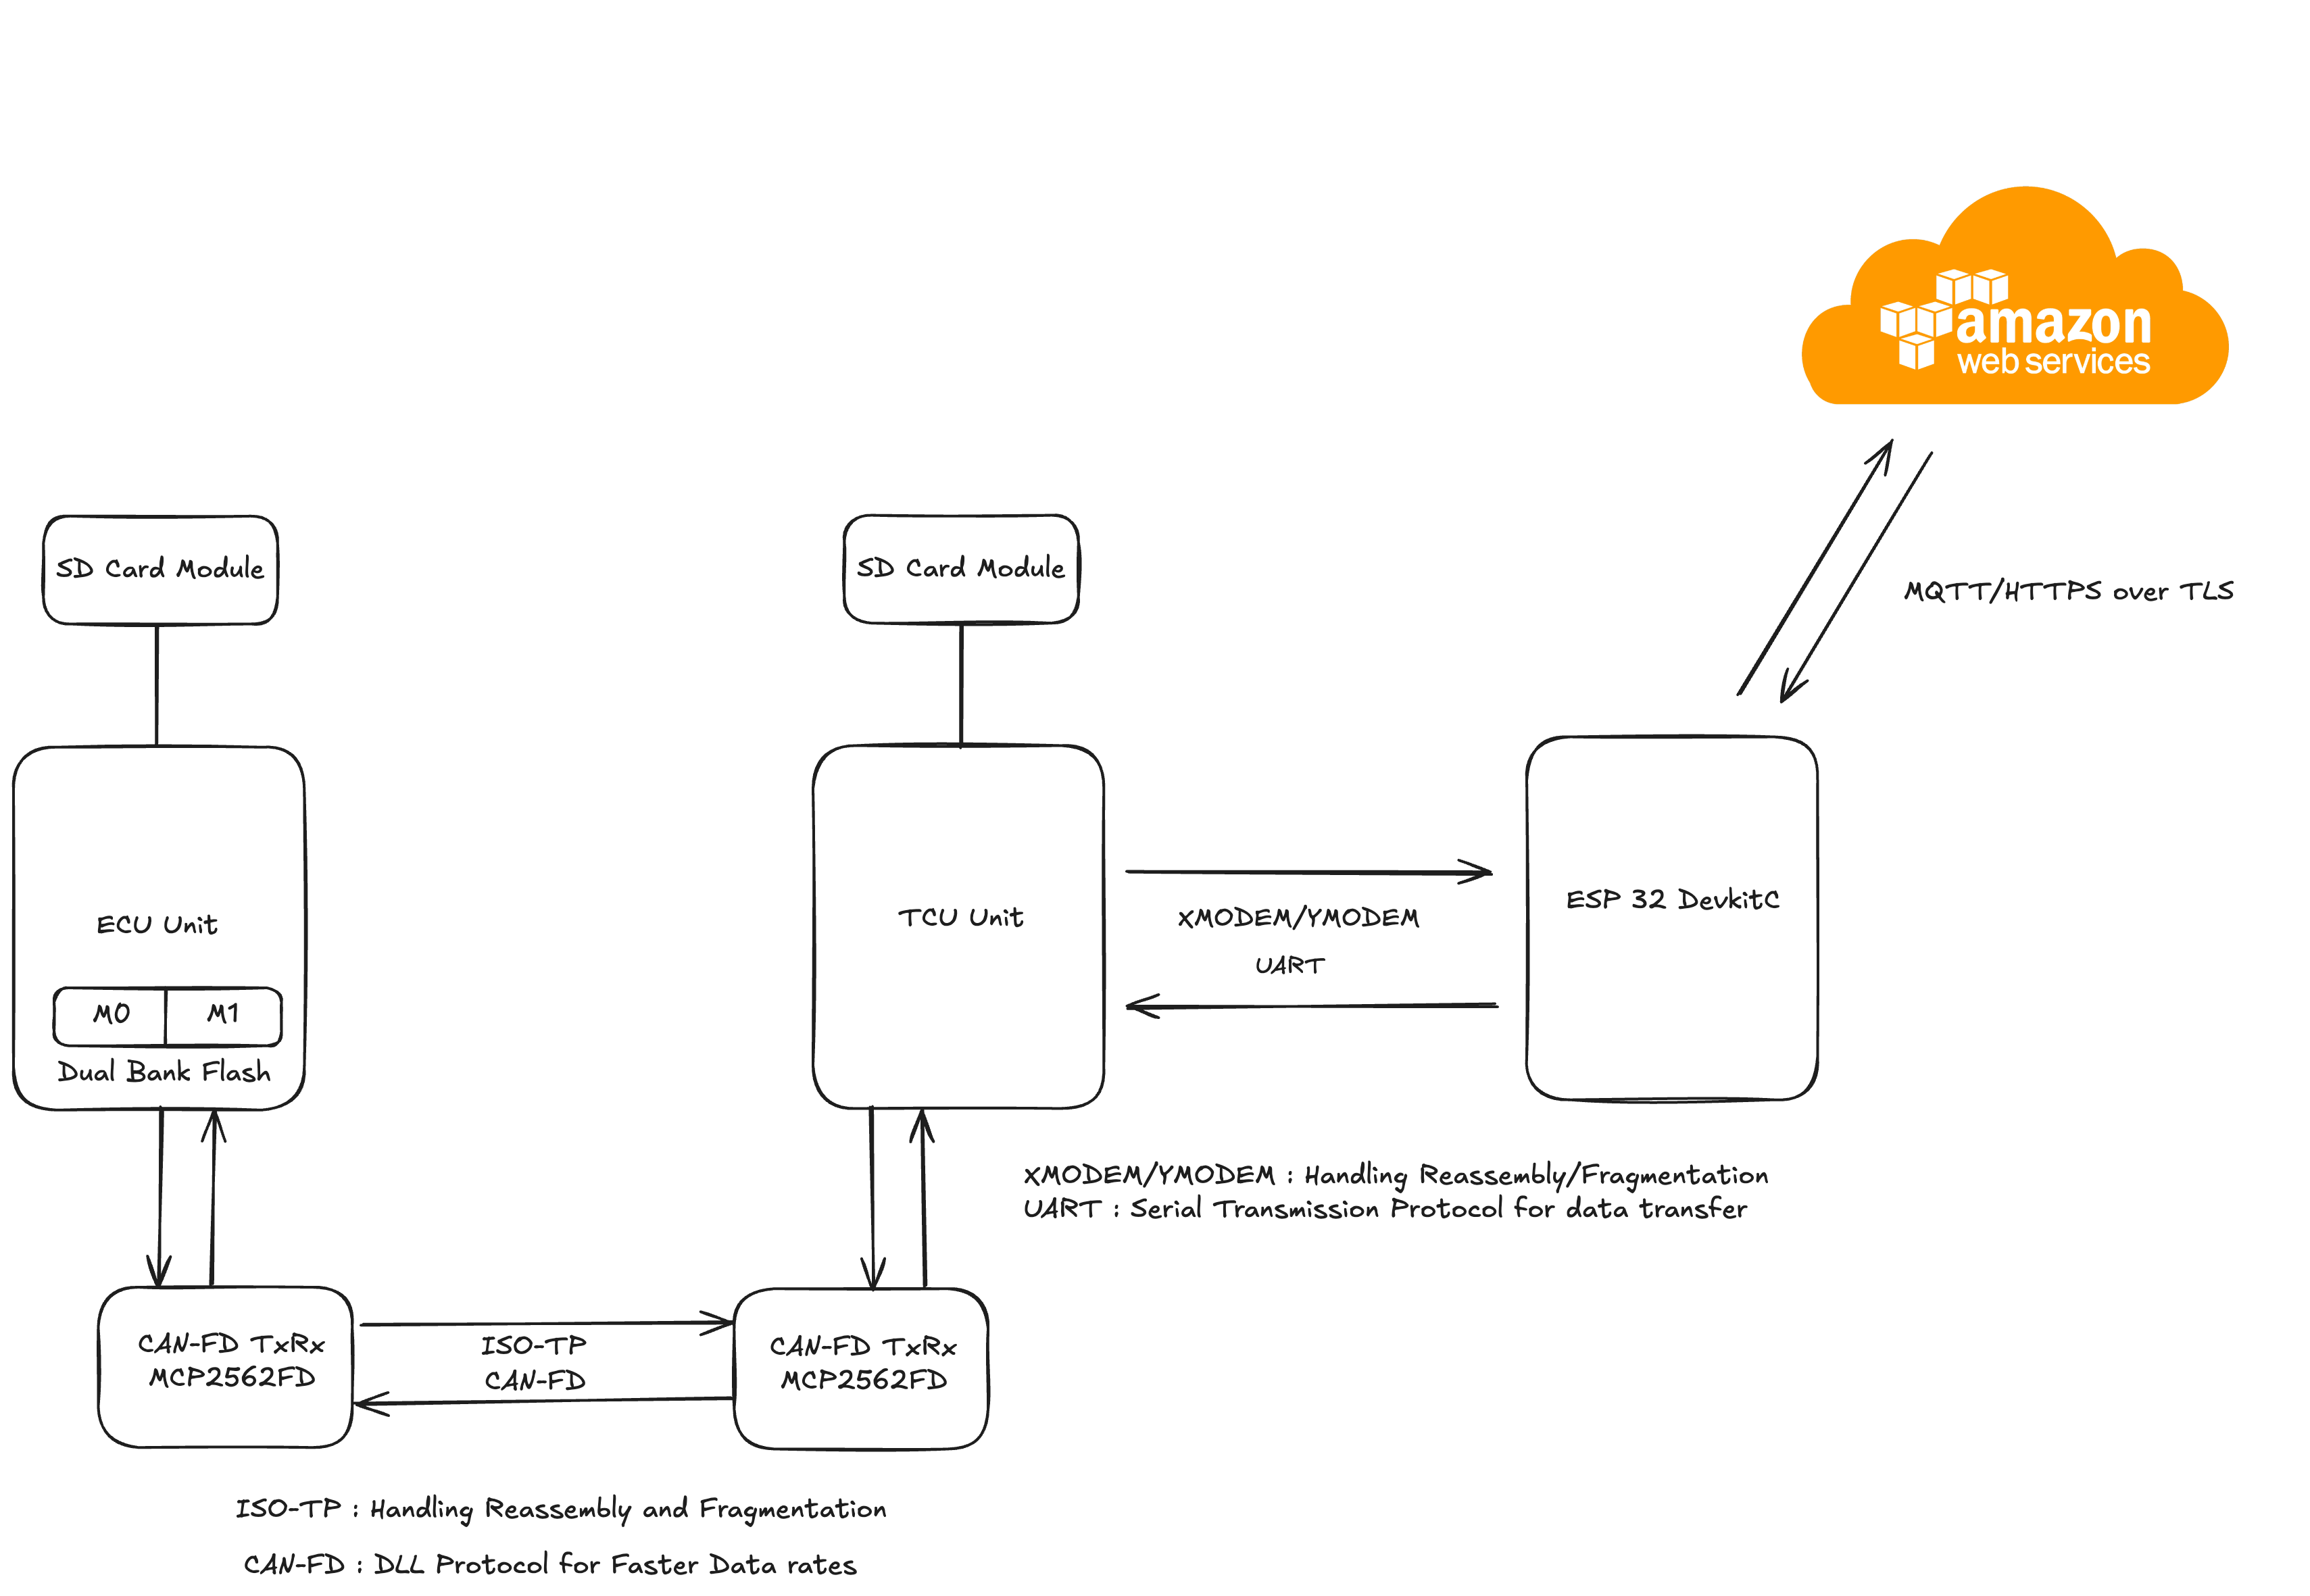 amazon
web services
MQTT/HTTPS over TLS
SD Card Module
SD Card Module
ECU Unit
M0
M1
Dual Bank Flash
TCU Unit
XMODEM/YMODEM
UART
ESP 32 DevkitC
XMODEM/YMODEM : Handling Reassembly/Fragmentation
UART : Serial Transmission Protocol for data transfer
CAN-FD TxRx
MCP2562FD
ISO-TP
CAN-FD
CAN-FD TxRx
MCP2562FD
ISO-TP : Handling Reassembly and Fragmentation
CAN-FD : DLL Protocol for Faster Data rates